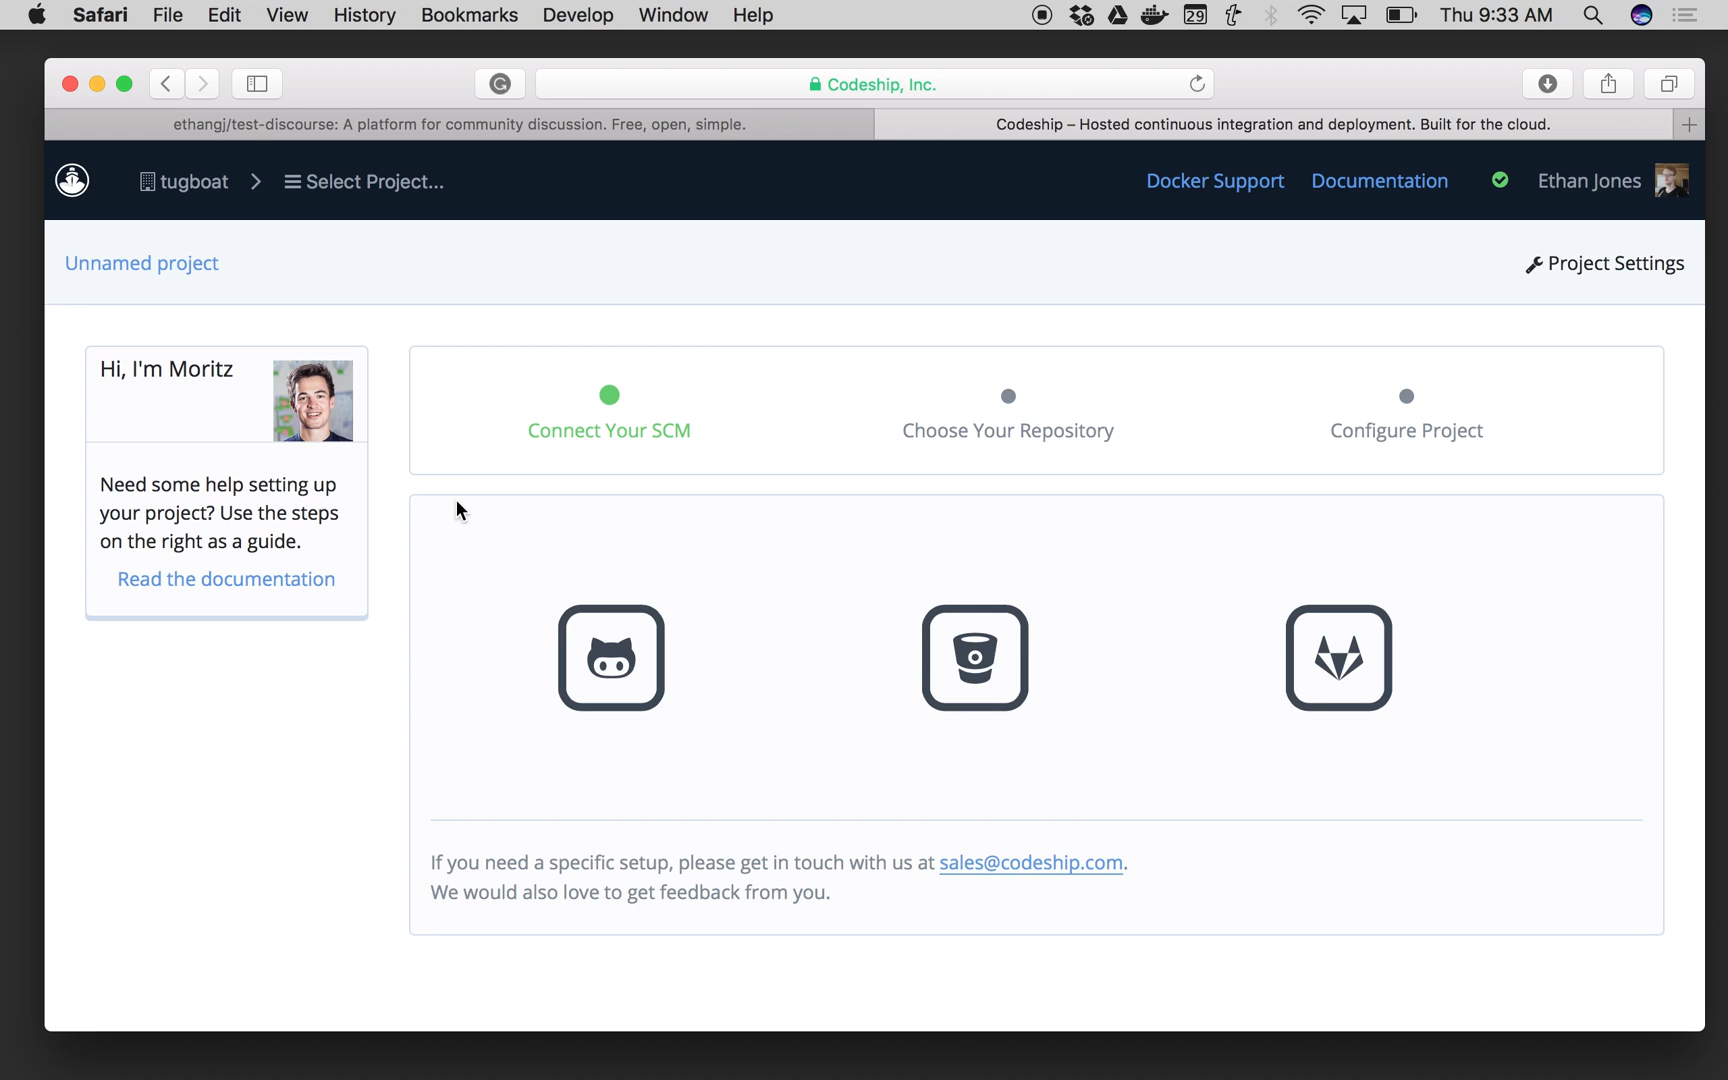 Safari File Edit View History Bookmarks Develop Window Help 29 Thu 9:33 AM
Codeship, Inc.
ethangj/test-discourse: A platform for community discussion. Free, open, simple.
Codeship – Hosted continuous integration and deployment. Built for the cloud.
tugboat > Select Project... Docker Support Documentation Ethan Jones
Unnamed project Project Settings
Hi, I'm Moritz
Need some help setting up
your project? Use the steps
on the right as a guide.
Read the documentation
Connect Your SCM Choose Your Repository Configure Project
If you need a specific setup, please get in touch with us at sales@codeship.com.
We would also love to get feedback from you.